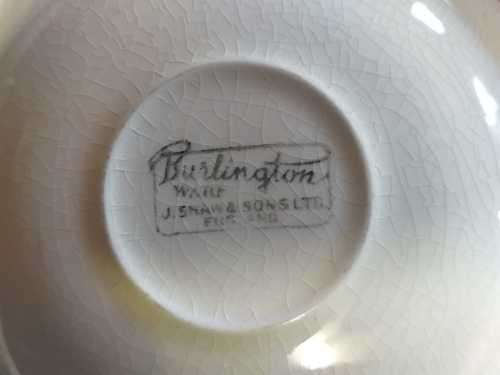 Burlington
WARE
J. SHAW & SONS LTD
ENGLAND